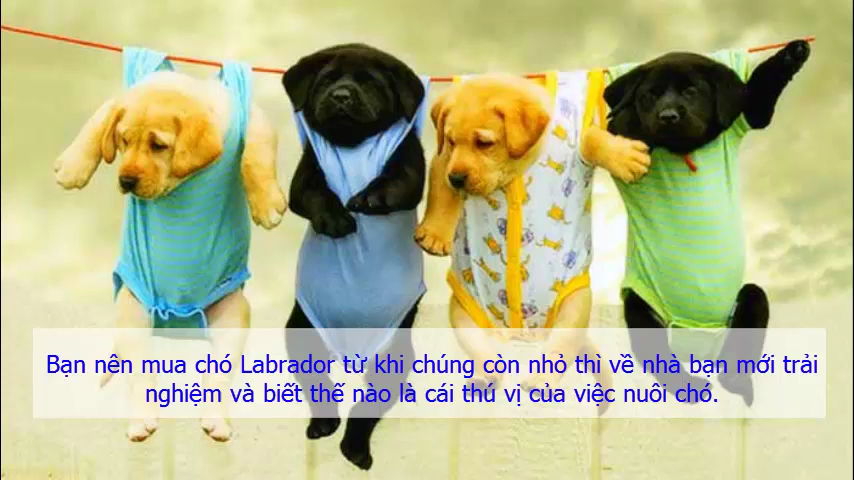 Bạn nên mua chó Labrador từ khi chúng còn nhỏ thì về nhà bạn mới trải
nghiệm và biết thế nào là cái thú vị của việc nuôi chó.